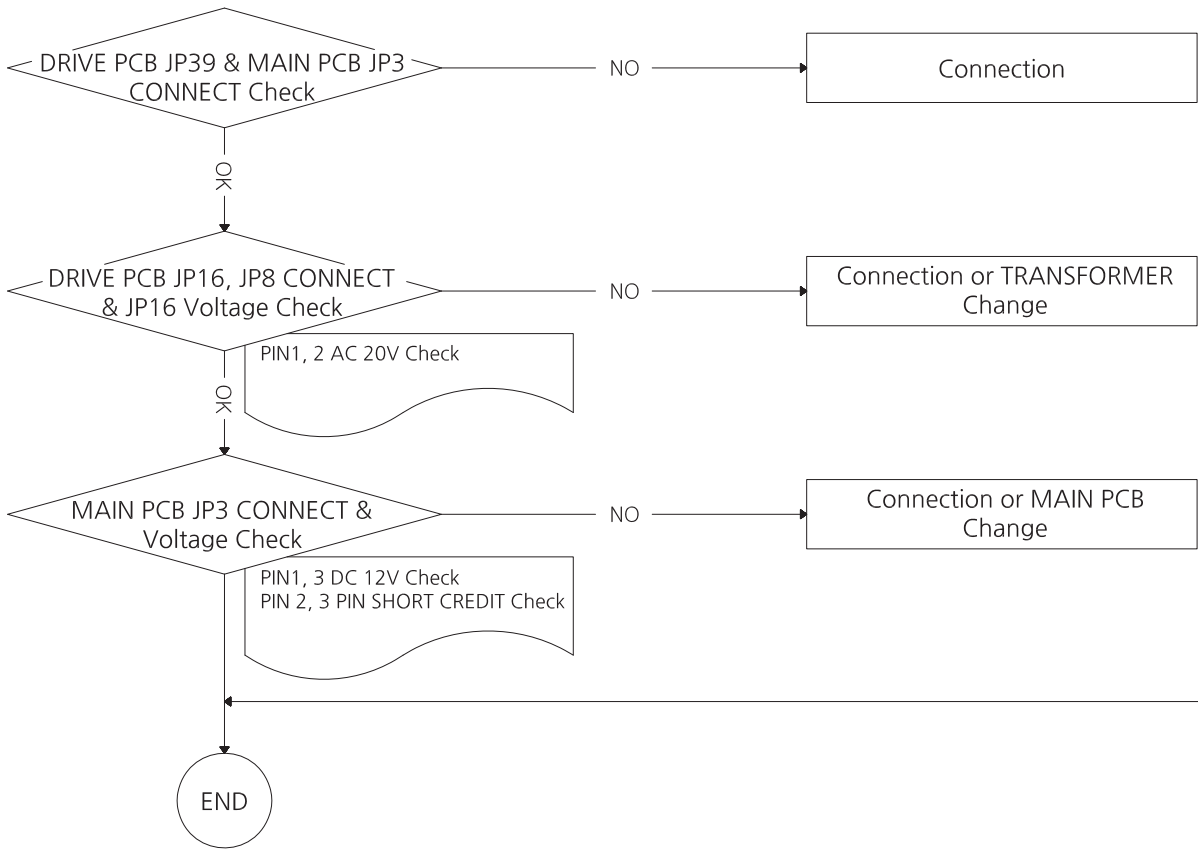 DRIVE PCB JP39 & MAIN PCB JP3
CONNECT Check
NO
Connection
OK
DRIVE PCB JP16, JP8 CONNECT
& JP16 Voltage Check
NO
Connection or TRANSFORMER
Change
PIN1, 2 AC 20V Check
OK
MAIN PCB JP3 CONNECT &
Voltage Check
NO
Connection or MAIN PCB
Change
PIN1, 3 DC 12V Check
PIN 2, 3 PIN SHORT CREDIT Check
END